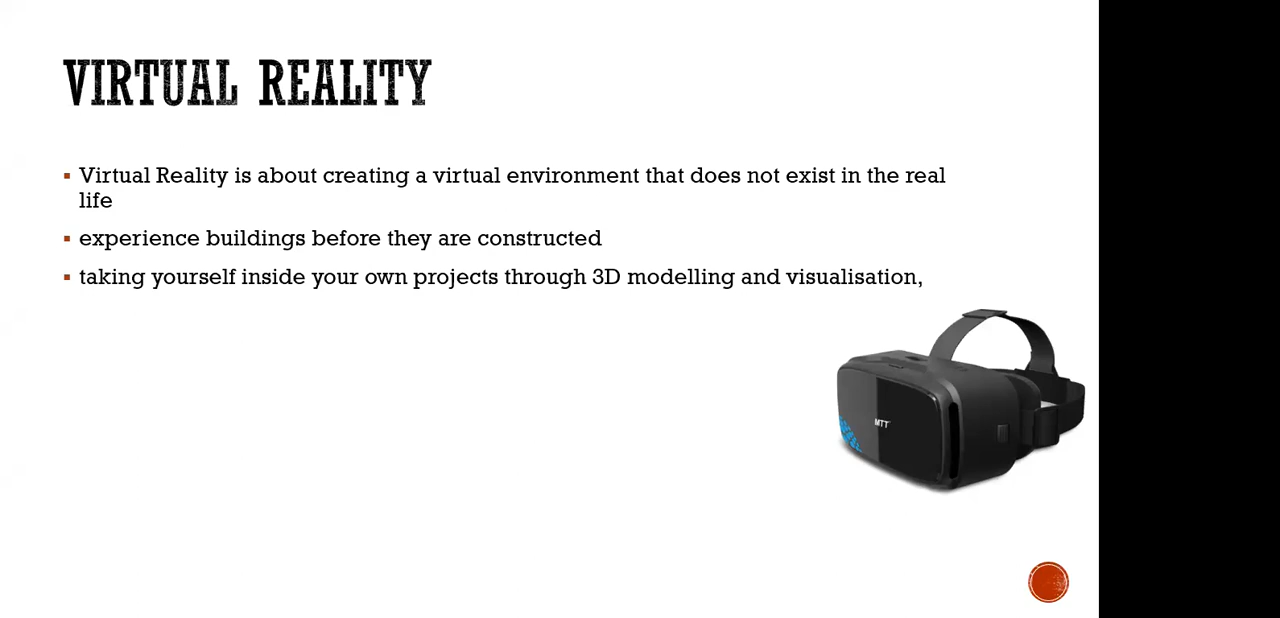 VIRTUAL REALITY
Virtual Reality is about creating a virtual environment that does not exist in the real
life
experience buildings before they are constructed
taking yourself inside your own projects through 3D modelling and visualisation,
MTT